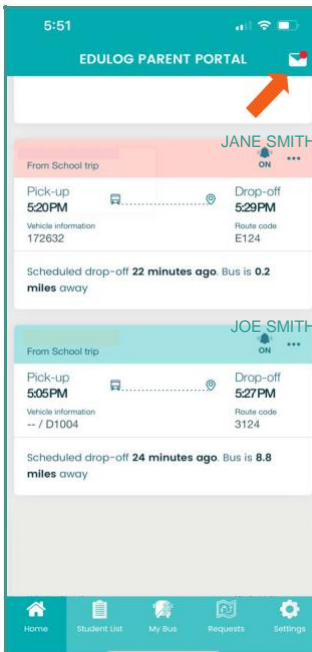 5:51
EDULOG PARENT PORTAL
JANE SMITH
From School trip
ON
Pick-up
Drop-off
5:20PM
5:29PM
Vehicle information
Route code
172632
E124
Scheduled drop-off 22 minutes ago. Bus is 0.2
miles away
JOE SMITH
From School trip
ON
Pick-up
Drop-off
5:05PM
5:27PM
Vehicle information
Route code
-- / D1004
3124
Scheduled drop-off 24 minutes ago. Bus is 8.8
miles away
Home Student List My Bus Requests Settings